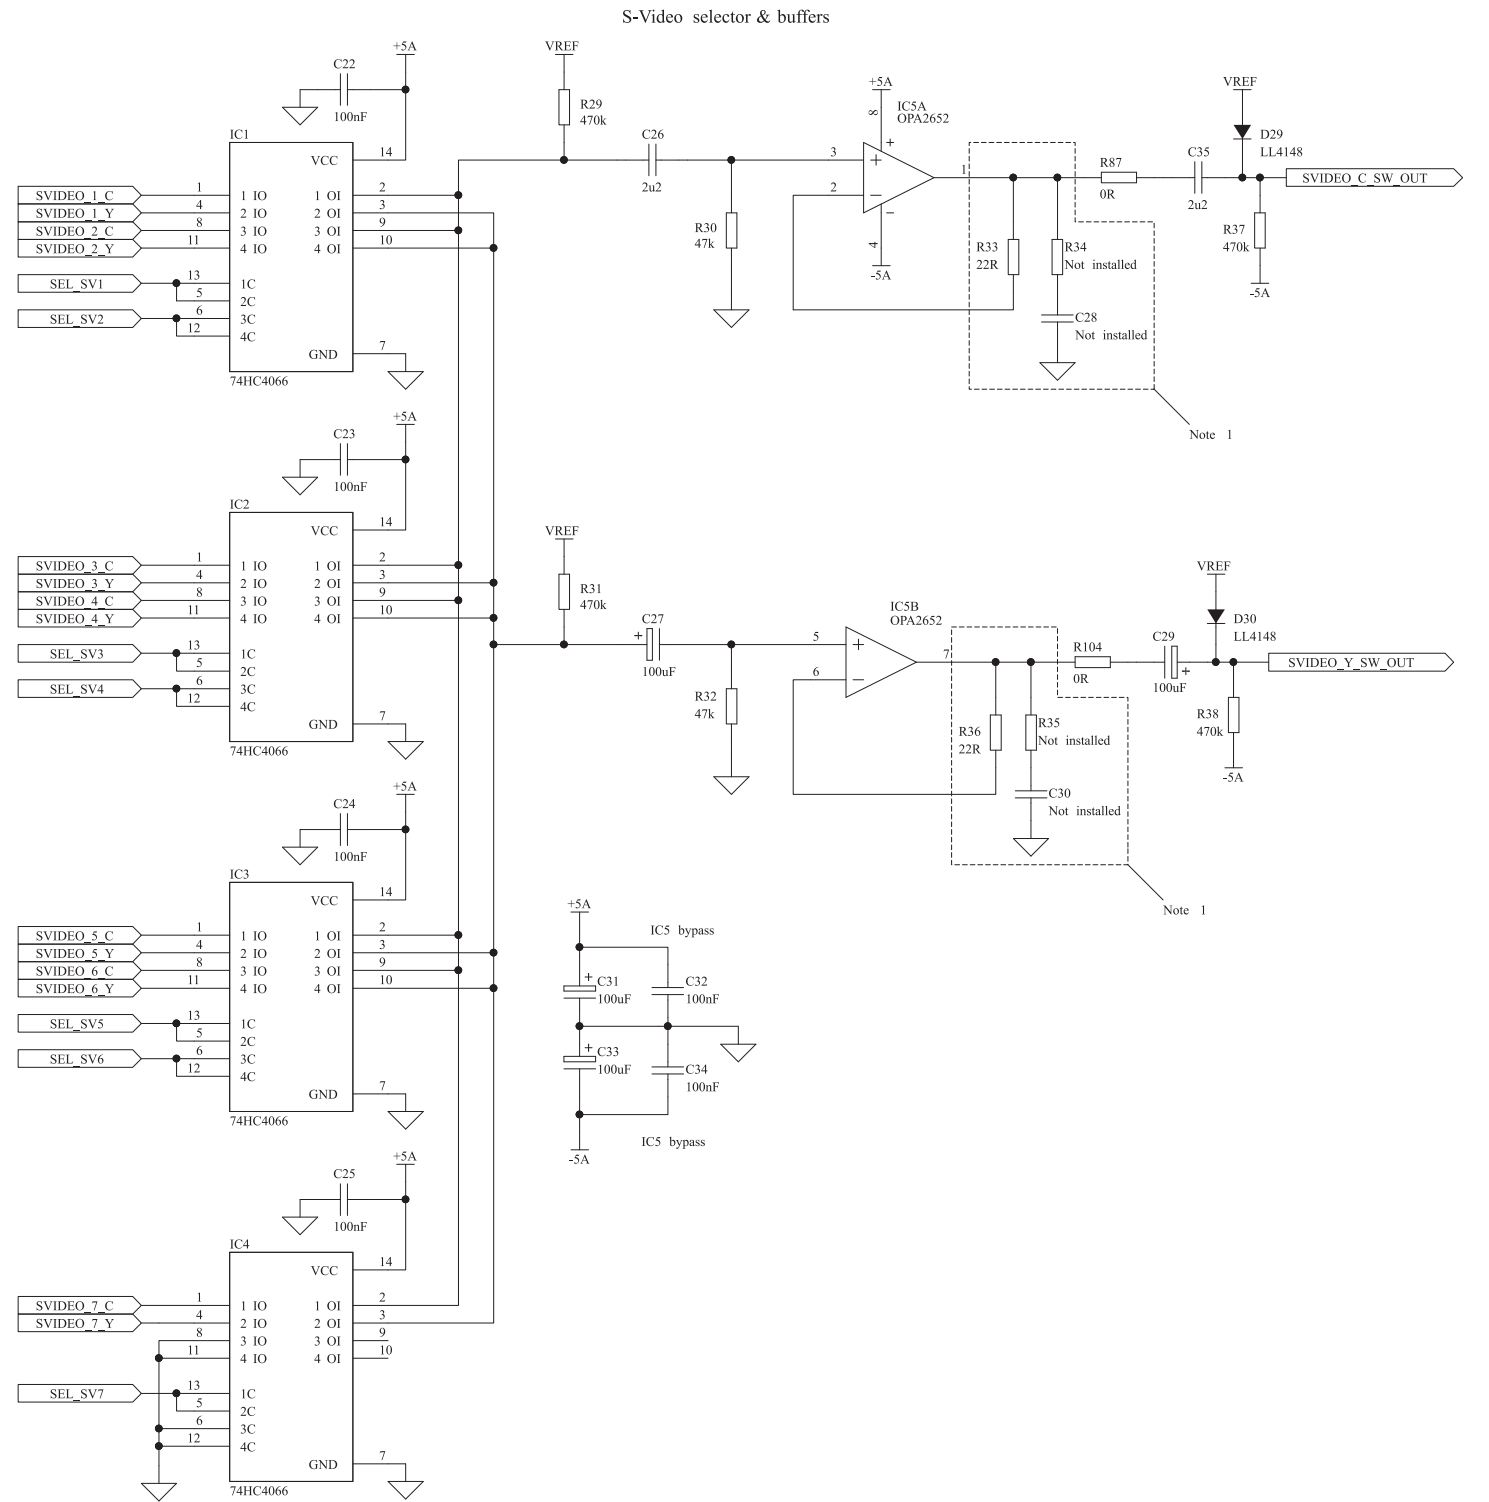 S-Video selector & buffers
+5A
C22
100nF
IC1
VCC 14
SVIDEO_1_C 1 1 IO 1 OI 2
SVIDEO_1_Y 4 2 IO 2 OI 3
SVIDEO_2_C 8 3 IO 3 OI 9
SVIDEO_2_Y 11 4 IO 4 OI 10
SEL_SV1 13 1C
5 2C
SEL_SV2 6 3C
12 4C
GND 7
74HC4066
VREF
R29
470k
C26
2u2
R30
47k
+5A
8
IC5A
OPA2652
3 +
2 −
+
−
1
4
-5A
R33
22R
R34
Not installed
C28
Not installed
Note 1
R87
0R
C35
2u2
VREF
D29
LL4148
SVIDEO_C_SW_OUT
R37
470k
-5A
+5A
C23
100nF
IC2
VCC 14
SVIDEO_3_C 1 1 IO 1 OI 2
SVIDEO_3_Y 4 2 IO 2 OI 3
SVIDEO_4_C 8 3 IO 3 OI 9
SVIDEO_4_Y 11 4 IO 4 OI 10
SEL_SV3 13 1C
5 2C
SEL_SV4 6 3C
12 4C
GND 7
74HC4066
VREF
R31
470k
C27
+
100uF
R32
47k
IC5B
OPA2652
5 +
6 −
7
R36
22R
R35
Not installed
C30
Not installed
Note 1
R104
0R
C29
100uF +
VREF
D30
LL4148
SVIDEO_Y_SW_OUT
R38
470k
-5A
+5A
C24
100nF
IC3
VCC 14
SVIDEO_5_C 1 1 IO 1 OI 2
SVIDEO_5_Y 4 2 IO 2 OI 3
SVIDEO_6_C 8 3 IO 3 OI 9
SVIDEO_6_Y 11 4 IO 4 OI 10
SEL_SV5 13 1C
5 2C
SEL_SV6 6 3C
12 4C
GND 7
74HC4066
+5A
IC5 bypass
+ C31
100uF
C32
100nF
+ C33
100uF
C34
100nF
IC5 bypass
-5A
+5A
C25
100nF
IC4
VCC 14
SVIDEO_7_C 1 1 IO 1 OI 2
SVIDEO_7_Y 4 2 IO 2 OI 3
8 3 IO 3 OI 9
11 4 IO 4 OI 10
SEL_SV7 13 1C
5 2C
6 3C
12 4C
GND 7
74HC4066